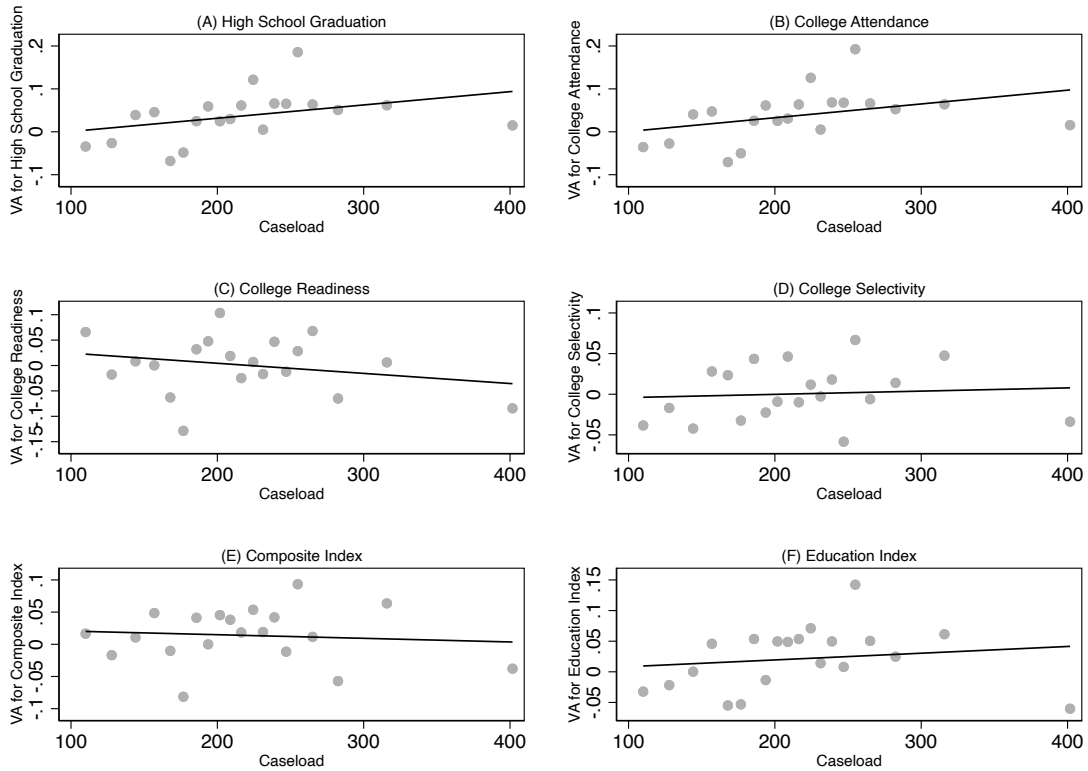 (A) High School Graduation
VA for High School Graduation
.2
.1
0
-.1
100 200 300 400
Caseload
(B) College Attendance
VA for College Attendance
.2
.1
0
-.1
100 200 300 400
Caseload
(C) College Readiness
VA for College Readiness
.1
.05
0
-.05
-.1
-.15
100 200 300 400
Caseload
(D) College Selectivity
VA for College Selectivity
.1
.05
0
-.05
100 200 300 400
Caseload
(E) Composite Index
VA for Composite Index
.1
.05
0
-.05
-.1
100 200 300 400
Caseload
(F) Education Index
VA for Education Index
.15
.1
.05
0
-.05
100 200 300 400
Caseload